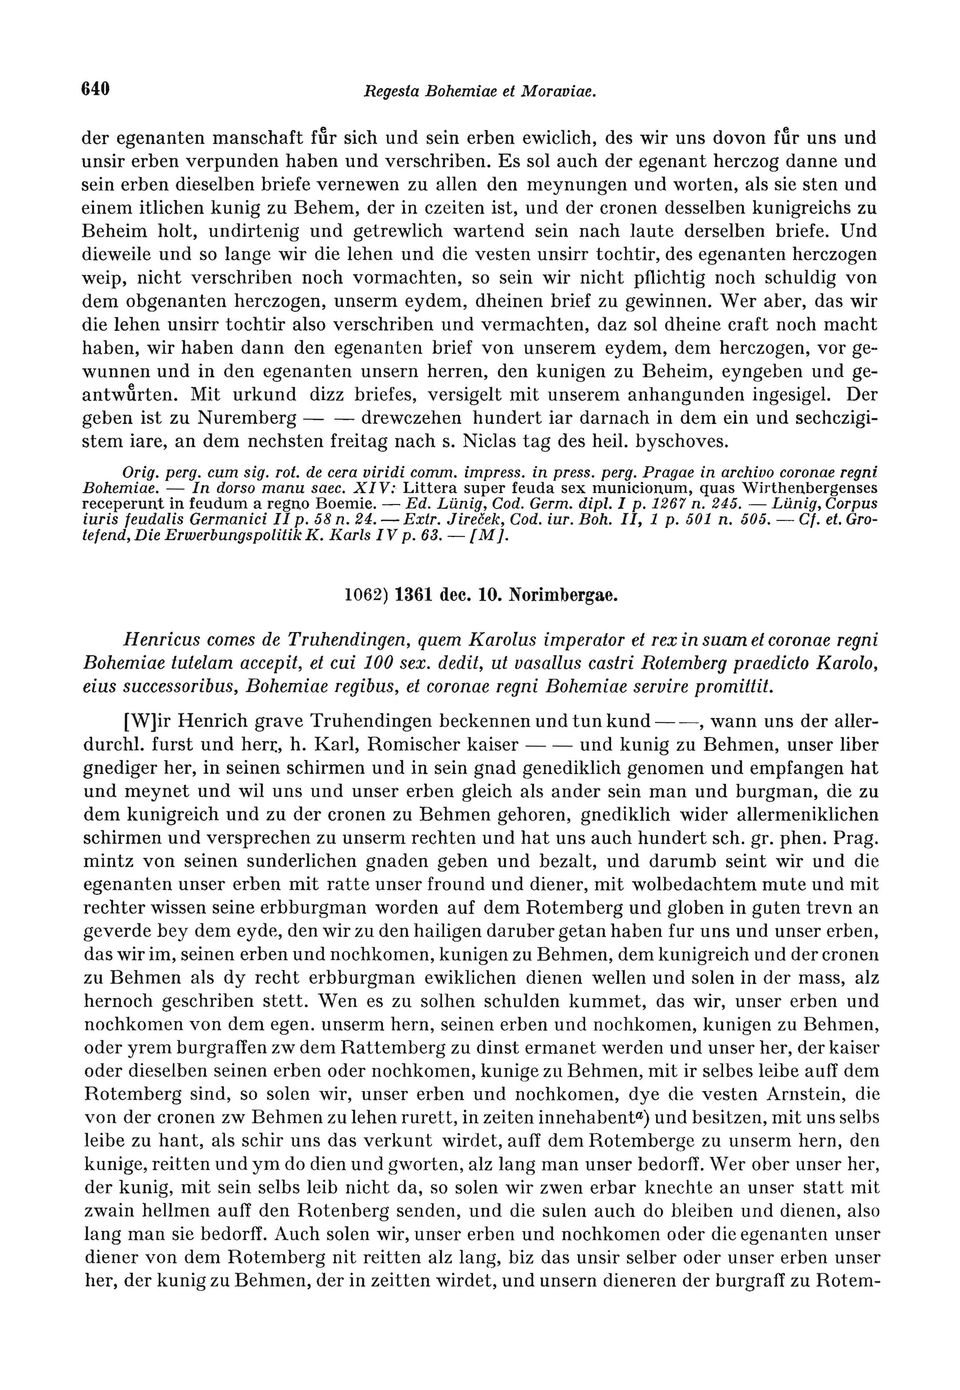 640
Regesta Bohemiae et Moraviae.
der egenanten manschaft fuͤr sich und sein erben ewiclich, des wir uns dovon fuͤr uns und
unsir erben verpunden haben und verschriben. Es sol auch der egenant herczog danne und
sein erben dieselben briefe vernewen zu allen den meynungen und worten, als sie sten und
einem itlichen kunig zu Behem, der in czeiten ist, und der cronen desselben kunigreichs zu
Beheim holt, undirtenig und getrewlich wartend sein nach laute derselben briefe. Und
dieweile und so lange wir die lehen und die vesten unsirr tochtir, des egenanten herczogen
weip, nicht verschriben noch vormachten, so sein wir nicht pflichtig noch schuldig von
dem obgenanten herczogen, unserm eydem, dheinen brief zu gewinnen. Wer aber, das wir
die lehen unsirr tochtir also verschriben und vermachten, daz sol dheine craft noch macht
haben, wir haben dann den egenanten brief von unserem eydem, dem herczogen, vor ge-
wunnen und in den egenanten unsern herren, den kunigen zu Beheim, eyngeben und ge-
antwuͤrten. Mit urkund dizz briefes, versigelt mit unserem anhangunden ingesigel. Der
geben ist zu Nuremberg — — drewczehen hundert iar darnach in dem ein und sechczigi-
stem iare, an dem nechsten freitag nach s. Niclas tag des heil. byschoves.
Orig. perg. cum sig. rot. de cera viridi comm. impress. in press. perg. Pragae in archivo coronae regni
Bohemiae. — In dorso manu saec. XIV: Littera super feuda sex municionum, quas Wirthenbergenses
receperunt in feudum a regno Boemie. — Ed. Lünig, Cod. Germ. dipl. I p. 1267 n. 245. — Lünig, Corpus
iuris feudalis Germanici II p. 58 n. 24. — Extr. Jireček, Cod. iur. Boh. II, 1 p. 501 n. 505. — Cf. et. Gro-
tefend, Die Erwerbungspolitik K. Karls IV p. 63. — [M].
1062) 1361 dec. 10. Norimbergae.
Henricus comes de Truhendingen, quem Karolus imperator et rex in suam et coronae regni
Bohemiae tutelam accepit, et cui 100 sex. dedit, ut vasallus castri Rotemberg praedicto Karolo,
eius successoribus, Bohemiae regibus, et coronae regni Bohemiae servire promittit.
[W]ir Henrich grave Truhendingen beckennen und tun kund — —, wann uns der aller-
durchl. furst und herr, h. Karl, Romischer kaiser — — und kunig zu Behmen, unser liber
gnediger her, in seinen schirmen und in sein gnad genediklich genomen und empfangen hat
und meynet und wil uns und unser erben gleich als ander sein man und burgman, die zu
dem kunigreich und zu der cronen zu Behmen gehoren, gnediklich wider allermeniklichen
schirmen und versprechen zu unserm rechten und hat uns auch hundert sch. gr. phen. Prag.
mintz von seinen sunderlichen gnaden geben und bezalt, und darumb seint wir und die
egenanten unser erben mit ratte unser fround und diener, mit wolbedachtem mute und mit
rechter wissen seine erbburgman worden auf dem Rotemberg und globen in guten trevn an
geverde bey dem eyde, den wir zu den hailigen daruber getan haben fur uns und unser erben,
das wir im, seinen erben und nochkomen, kunigen zu Behmen, dem kunigreich und der cronen
zu Behmen als dy recht erbburgman ewiklichen dienen wellen und solen in der mass, alz
hernoch geschriben stett. Wen es zu solhen schulden kummet, das wir, unser erben und
nochkomen von dem egen. unserm hern, seinen erben und nochkomen, kunigen zu Behmen,
oder yrem burgraffen zw dem Rattemberg zu dinst ermanet werden und unser her, der kaiser
oder dieselben seinen erben oder nochkomen, kunige zu Behmen, mit ir selbes leibe auff dem
Rotemberg sind, so solen wir, unser erben und nochkomen, dye die vesten Arnstein, die
von der cronen zw Behmen zu lehen rurett, in zeiten innehabent a) und besitzen, mit uns selbs
leibe zu hant, als schir uns das verkunt wirdet, auff dem Rotemberge zu unserm hern, den
kunige, reitten und ym do dien und gworten, alz lang man unser bedorff. Wer ober unser her,
der kunig, mit sein selbs leib nicht da, so solen wir zwen erbar knechte an unser statt mit
zwain hellmen auff den Rotenberg senden, und die sulen auch do bleiben und dienen, also
lang man sie bedorff. Auch solen wir, unser erben und nochkomen oder die egenanten unser
diener von dem Rotemberg nit reitten alz lang, biz das unsir selber oder unser erben unser
her, der kunig zu Behmen, der in zeitten wirdet, und unsern dieneren der burgraff zu Rotem-